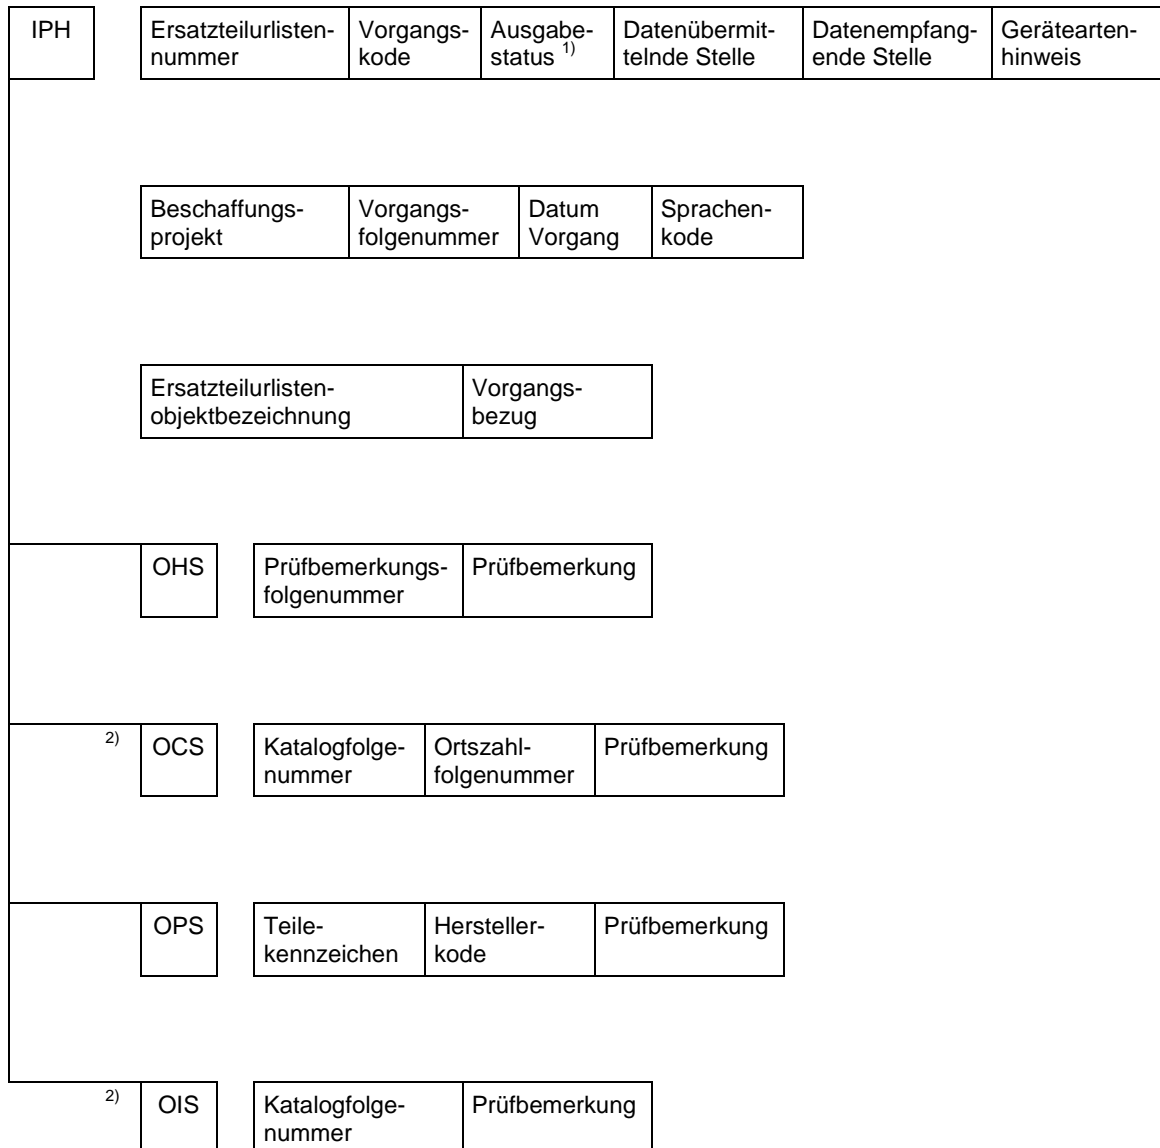 IPH Ersatzteilurlisten- Vorgangs- Ausgabe- Datenübermit- Datenempfang- Gerätearten-
nummer kode status 1) telnde Stelle ende Stelle hinweis
Beschaffungs- Vorgangs- Datum Sprachen-
projekt folgenummer Vorgang kode
Ersatzteilurlisten- Vorgangs-
objektbezeichnung bezug
OHS Prüfbemerkungs- Prüfbemerkung
folgenummer
2) OCS Katalogfolge- Ortszahl- Prüfbemerkung
nummer folgenummer
OPS Teile- Hersteller- Prüfbemerkung
kennzeichen kode
2) OIS Katalogfolge- Prüfbemerkung
nummer